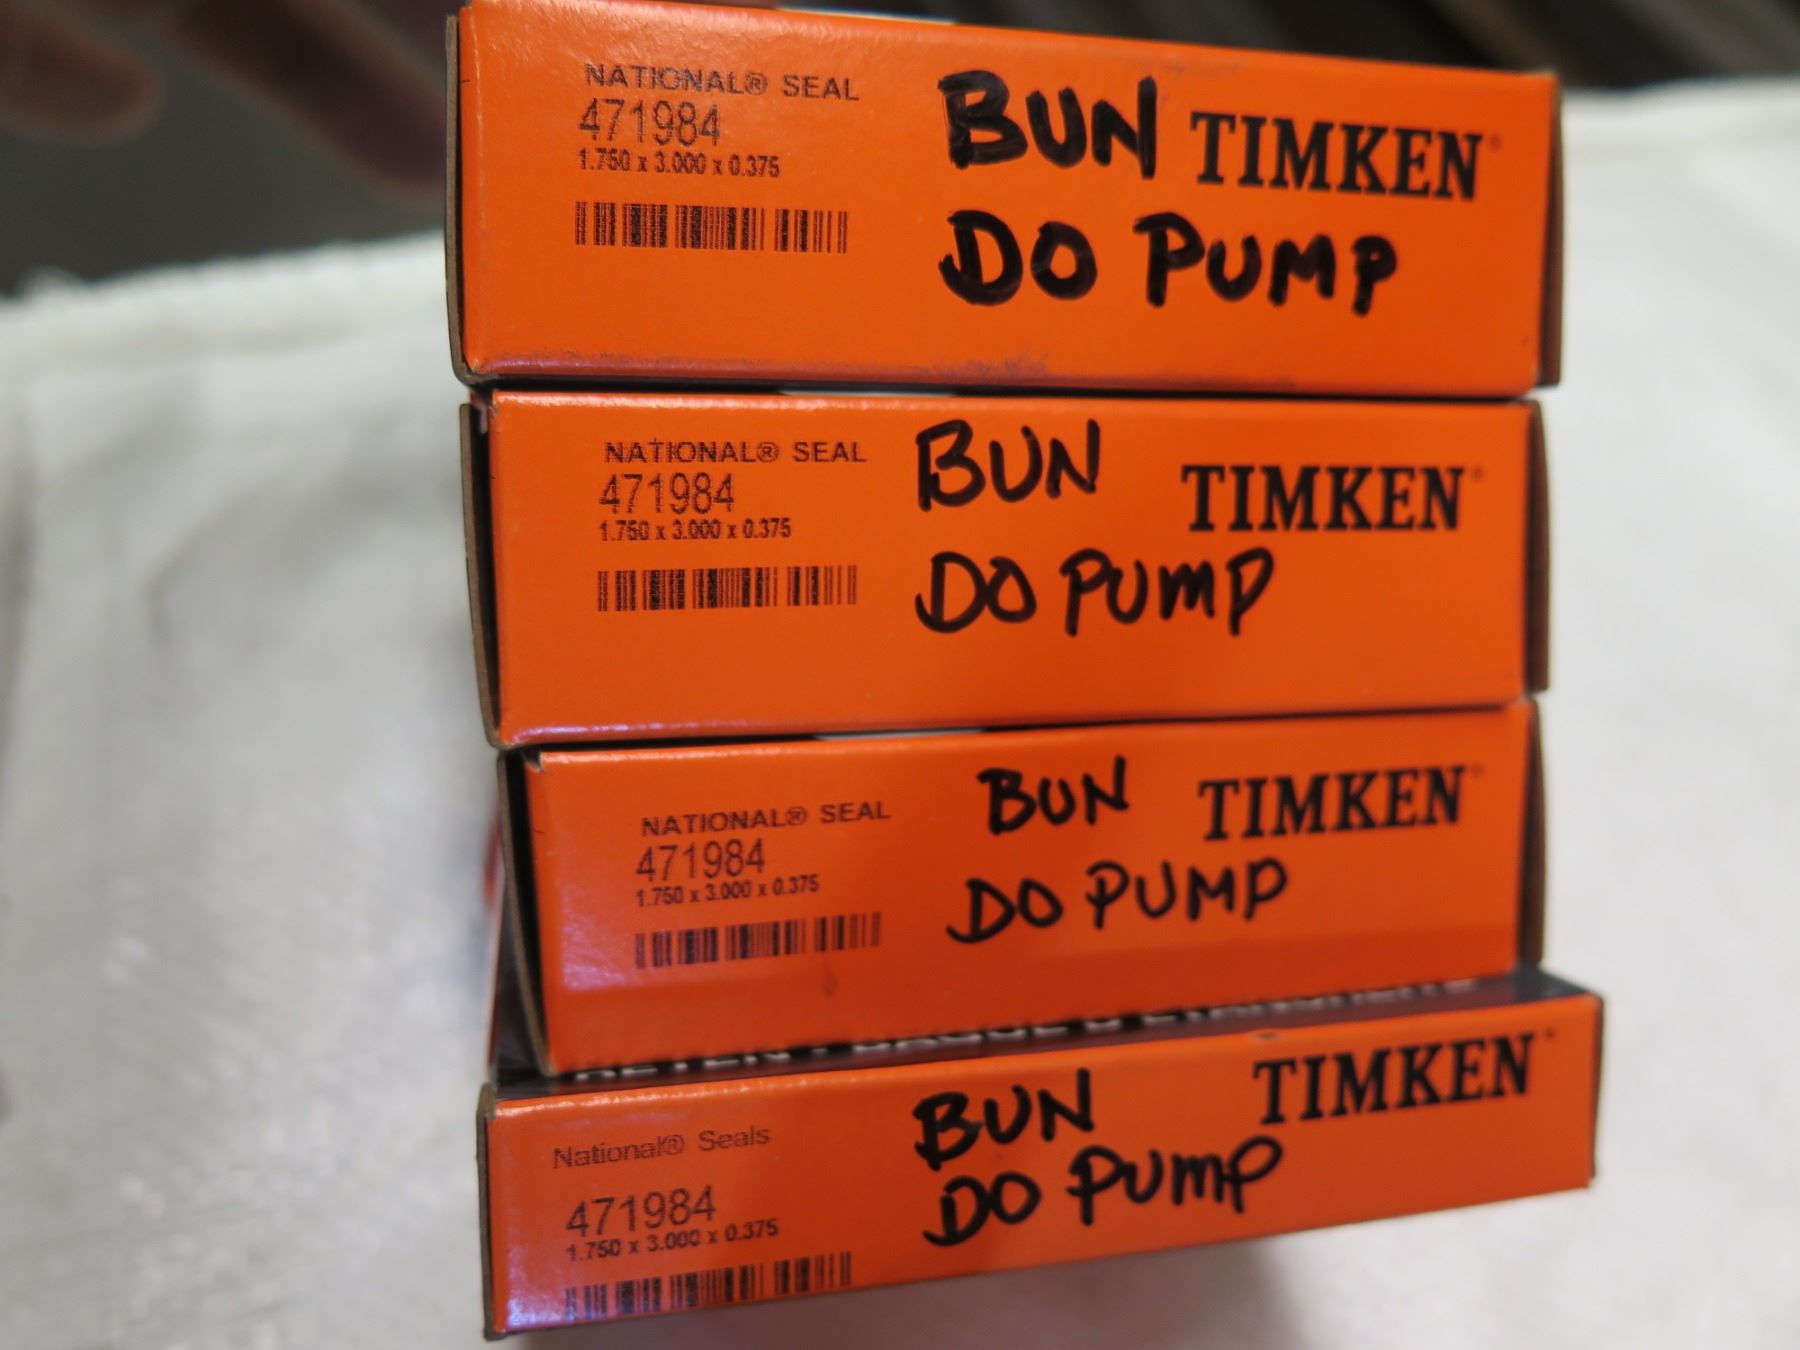 NATIONAL® SEAL
471984
1.750 x 3.000 x 0.375
BUN
TIMKEN
DO PUMP
NATIONAL® SEAL
471984
1.750 x 3.000 x 0.375
BUN
TIMKEN
DO PUMP
NATIONAL® SEAL
471984
1.750 x 3.000 x 0.375
BUN
TIMKEN
DO PUMP
National® Seals
471984
1.750 x 3.000 x 0.375
BUN
TIMKEN
DO PUMP